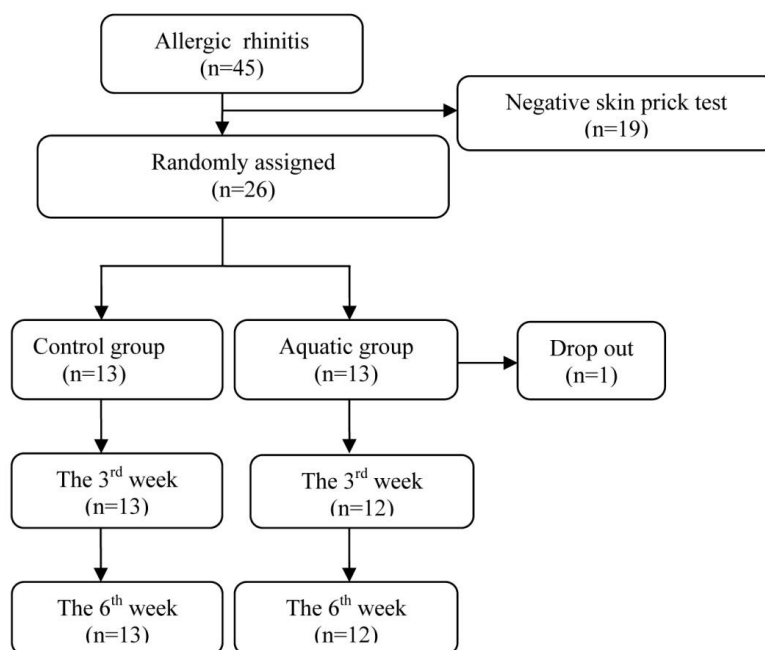 Allergic rhinitis
(n=45)
Negative skin prick test
(n=19)
Randomly assigned
(n=26)
Control group
(n=13)
Aquatic group
(n=13)
Drop out
(n=1)
The 3rd week
(n=13)
The 3rd week
(n=12)
The 6th week
(n=13)
The 6th week
(n=12)